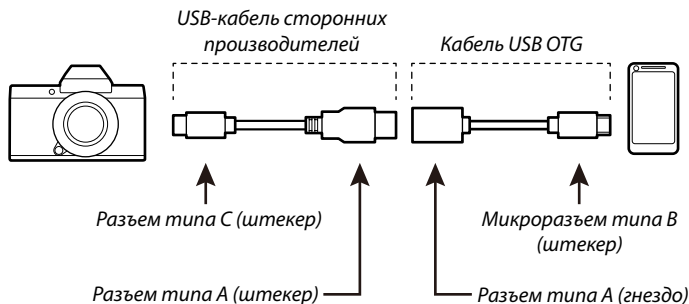 USB-кабель сторонних
производителей
Кабель USB OTG
Разъем типа C (штекер)
Микроразъем типа B
(штекер)
Разъем типа A (штекер)
Разъем типа A (гнездо)